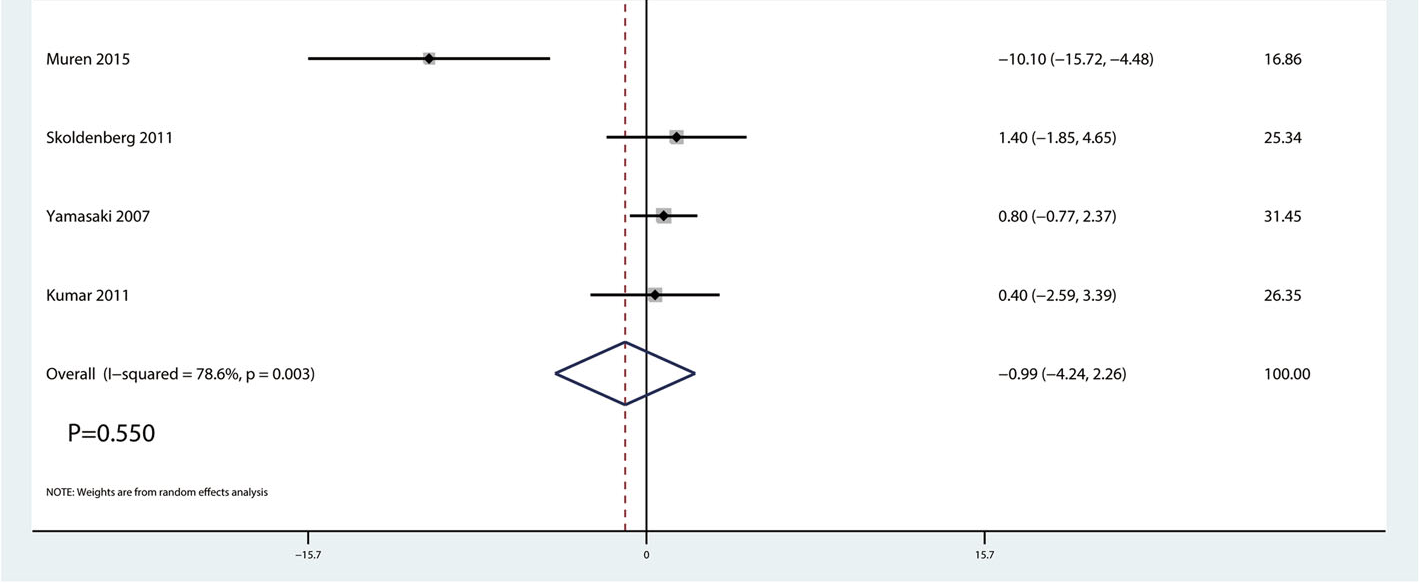 Muren 2015 −10.10 (−15.72, −4.48) 16.86
Skoldenberg 2011 1.40 (−1.85, 4.65) 25.34
Yamasaki 2007 0.80 (−0.77, 2.37) 31.45
Kumar 2011 0.40 (−2.59, 3.39) 26.35
Overall (I−squared = 78.6%, p = 0.003) −0.99 (−4.24, 2.26) 100.00
P=0.550
NOTE: Weights are from random effects analysis
−15.7 0 15.7